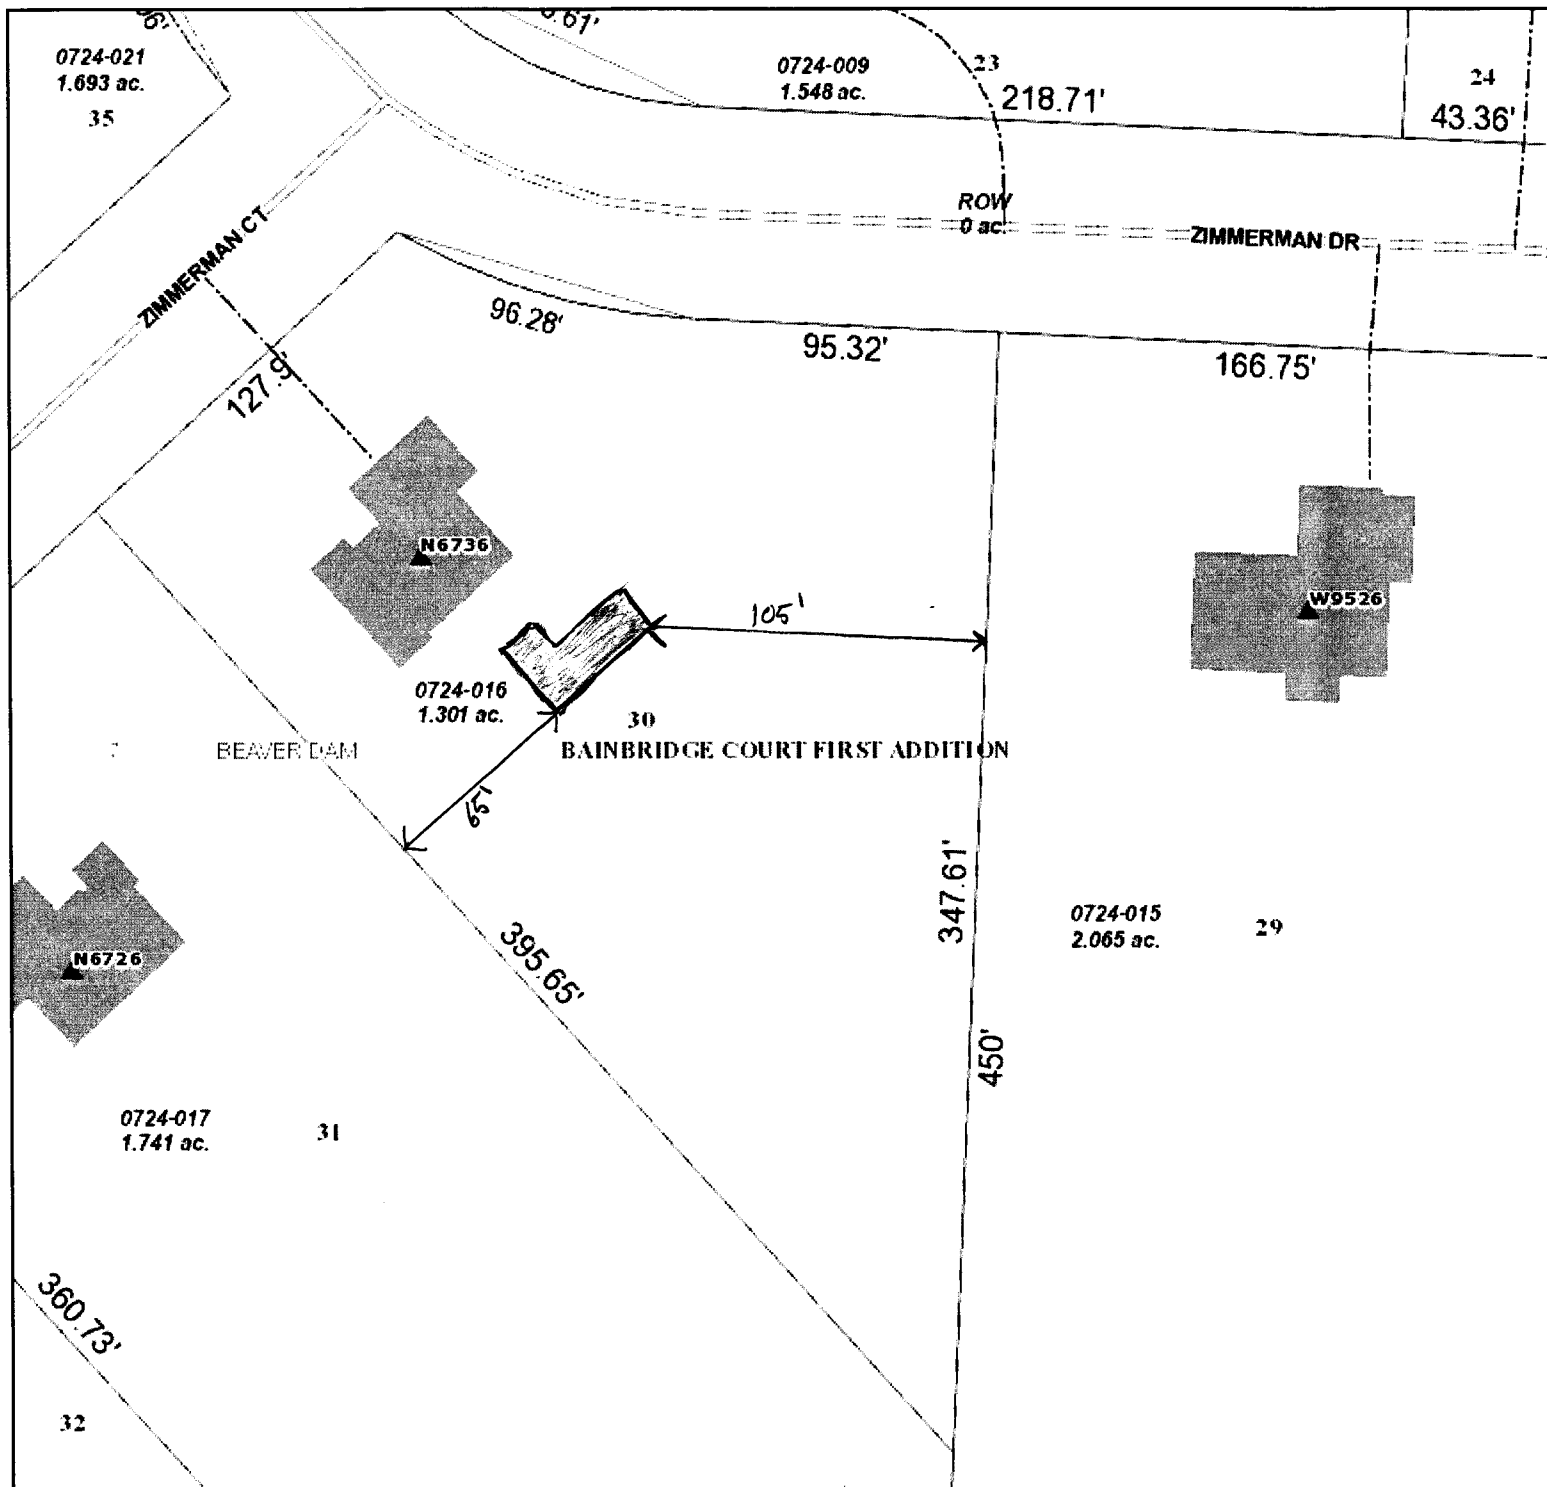 6.61'
0724-021
1.693 ac.
35
0724-009
1.548 ac.
23
218.71'
24
43.36'
ZIMMERMAN CT
ROW
0 ac.
ZIMMERMAN DR
96.28'
95.32'
166.75'
127.9'
N6736
W9526
105'
0724-016
1.301 ac.
30
BEAVER DAM
BAINBRIDGE COURT FIRST ADDITION
65'
347.61'
0724-015
2.065 ac.
29
395.65'
N6726
450'
0724-017
1.741 ac.
31
360.73'
32